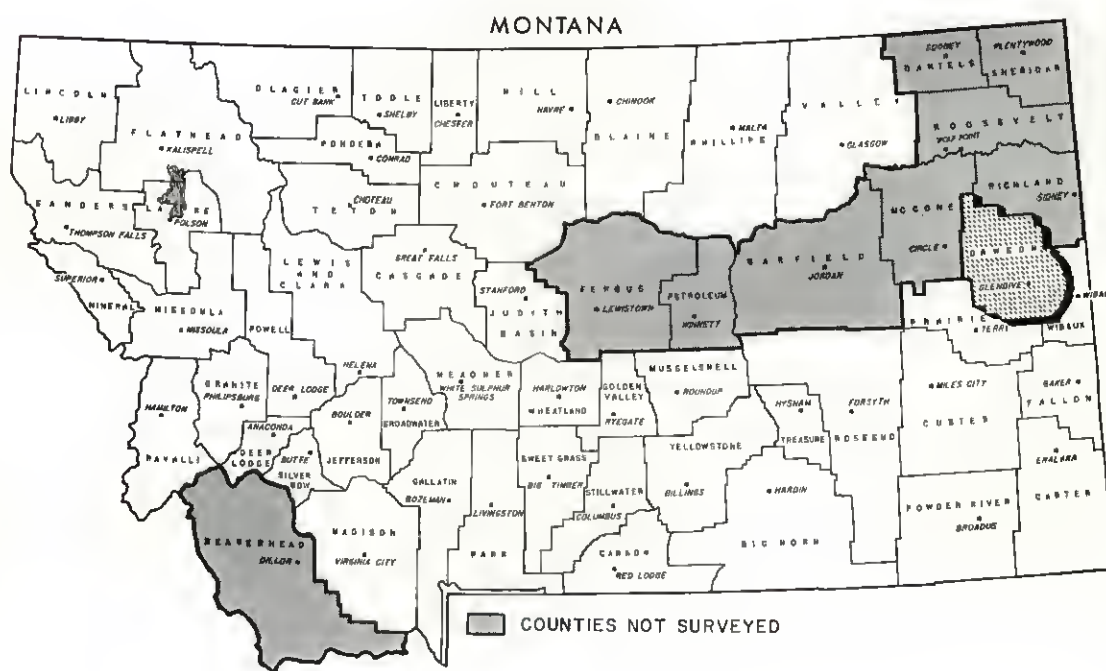 MONTANA
LINCOLN
LIBBY
FLATHEAD
KALISPELL
GLACIER
CUT BANK
TOOLE
SHELBY
LIBERTY
CHESTER
HILL
HAVRE
CHINOOK
BLAINE
MALTA
PHILLIPS
VALLEY
GLASGOW
SCOBEY
DANIELS
PLENTYWOOD
SHERIDAN
ROOSEVELT
WOLF POINT
PONDERA
CONRAD
CHOUTEAU
FORT BENTON
TETON
CHOTEAU
SANDERS
LAKE
POLSON
THOMPSON FALLS
SUPERIOR
MINERAL
MISSOULA
MISSOULA
POWELL
LEWIS
AND
CLARK
GREAT FALLS
CASCADE
STANFORD
JUDITH
BASIN
FERGUS
LEWISTOWN
PETROLEUM
WINNETT
GARFIELD
JORDAN
MCCONE
CIRCLE
RICHLAND
SIDNEY
DAWSON
GLENDIVE
WIBAU
PRAIRIE
TERRI
WIBAUX
HELENA
MEAGHER
WHITE SULPHUR
SPRINGS
HARLOWTON
WHEATLAND
GOLDEN
VALLEY
RYEGATE
MUSSELSHELL
ROUNDUP
HYSHAM
TREASURE
FORSYTH
ROSEBUD
MILES CITY
CUSTER
BAKER
FALLON
GRANITE
PHILIPSBURG
DEER LODGE
HAMILTON
RAVALLI
ANACONDA
DEER
LODGE
BUTTE
SILVER
BOW
BOULDER
JEFFERSON
TOWNSEND
BROADWATER
GALLATIN
BOZEMAN
SWEET GRASS
BIG TIMBER
LIVINGSTON
PARK
STILLWATER
COLUMBUS
YELLOWSTONE
BILLINGS
HARDIN
BIG HORN
POWDER RIVER
BROADUS
EKALAKA
CARTER
BEAVERHEAD
DILLON
MADISON
VIRGINIA CITY
CARBON
RED LODGE
COUNTIES NOT SURVEYED